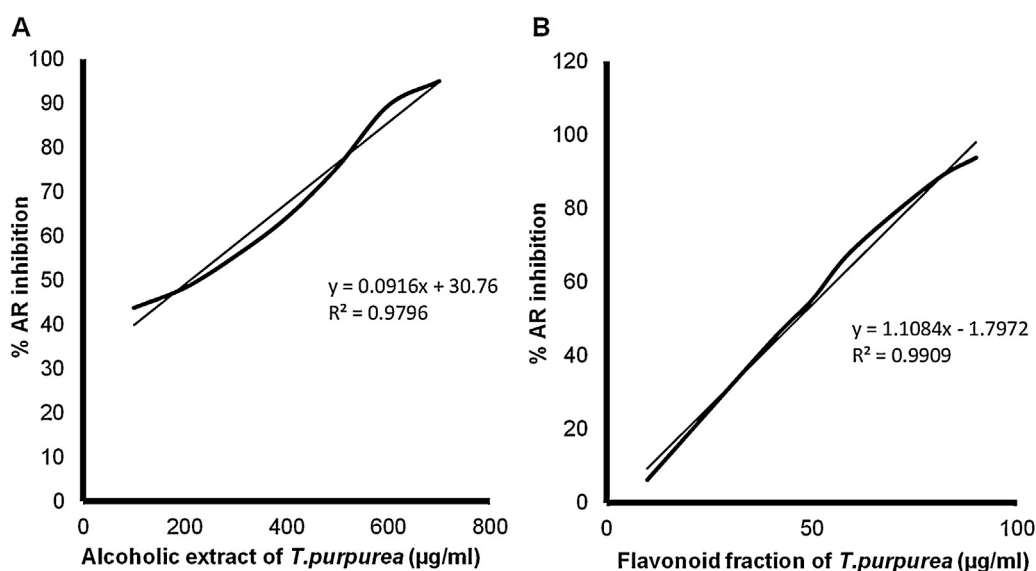 A
100
90
80
70
60
50
40
30
20
10
0
% AR inhibition
y = 0.0916x + 30.76
R² = 0.9796
0 200 400 600 800
Alcoholic extract of T.purpurea (µg/ml)
B
120
100
80
60
40
20
0
% AR inhibition
y = 1.1084x - 1.7972
R² = 0.9909
0 50 100
Flavonoid fraction of T.purpurea (µg/ml)